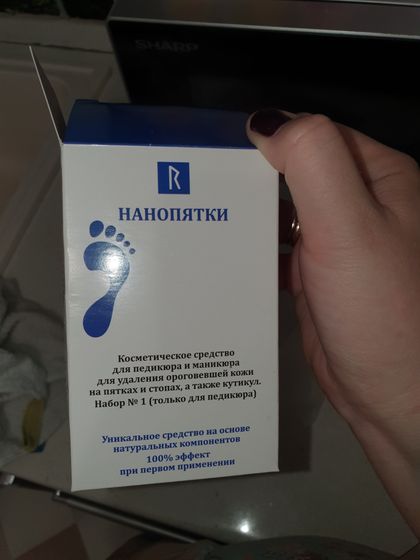 SHARP
R
НАНОПЯТКИ
Косметическое средство
для педикюра и маникюра
для удаления ороговевшей кожи
на пятках и стопах, а также кутикул.
Набор № 1 (только для педикюра)
Уникальное средство на основе
натуральных компонентов
100% эффект
при первом применении